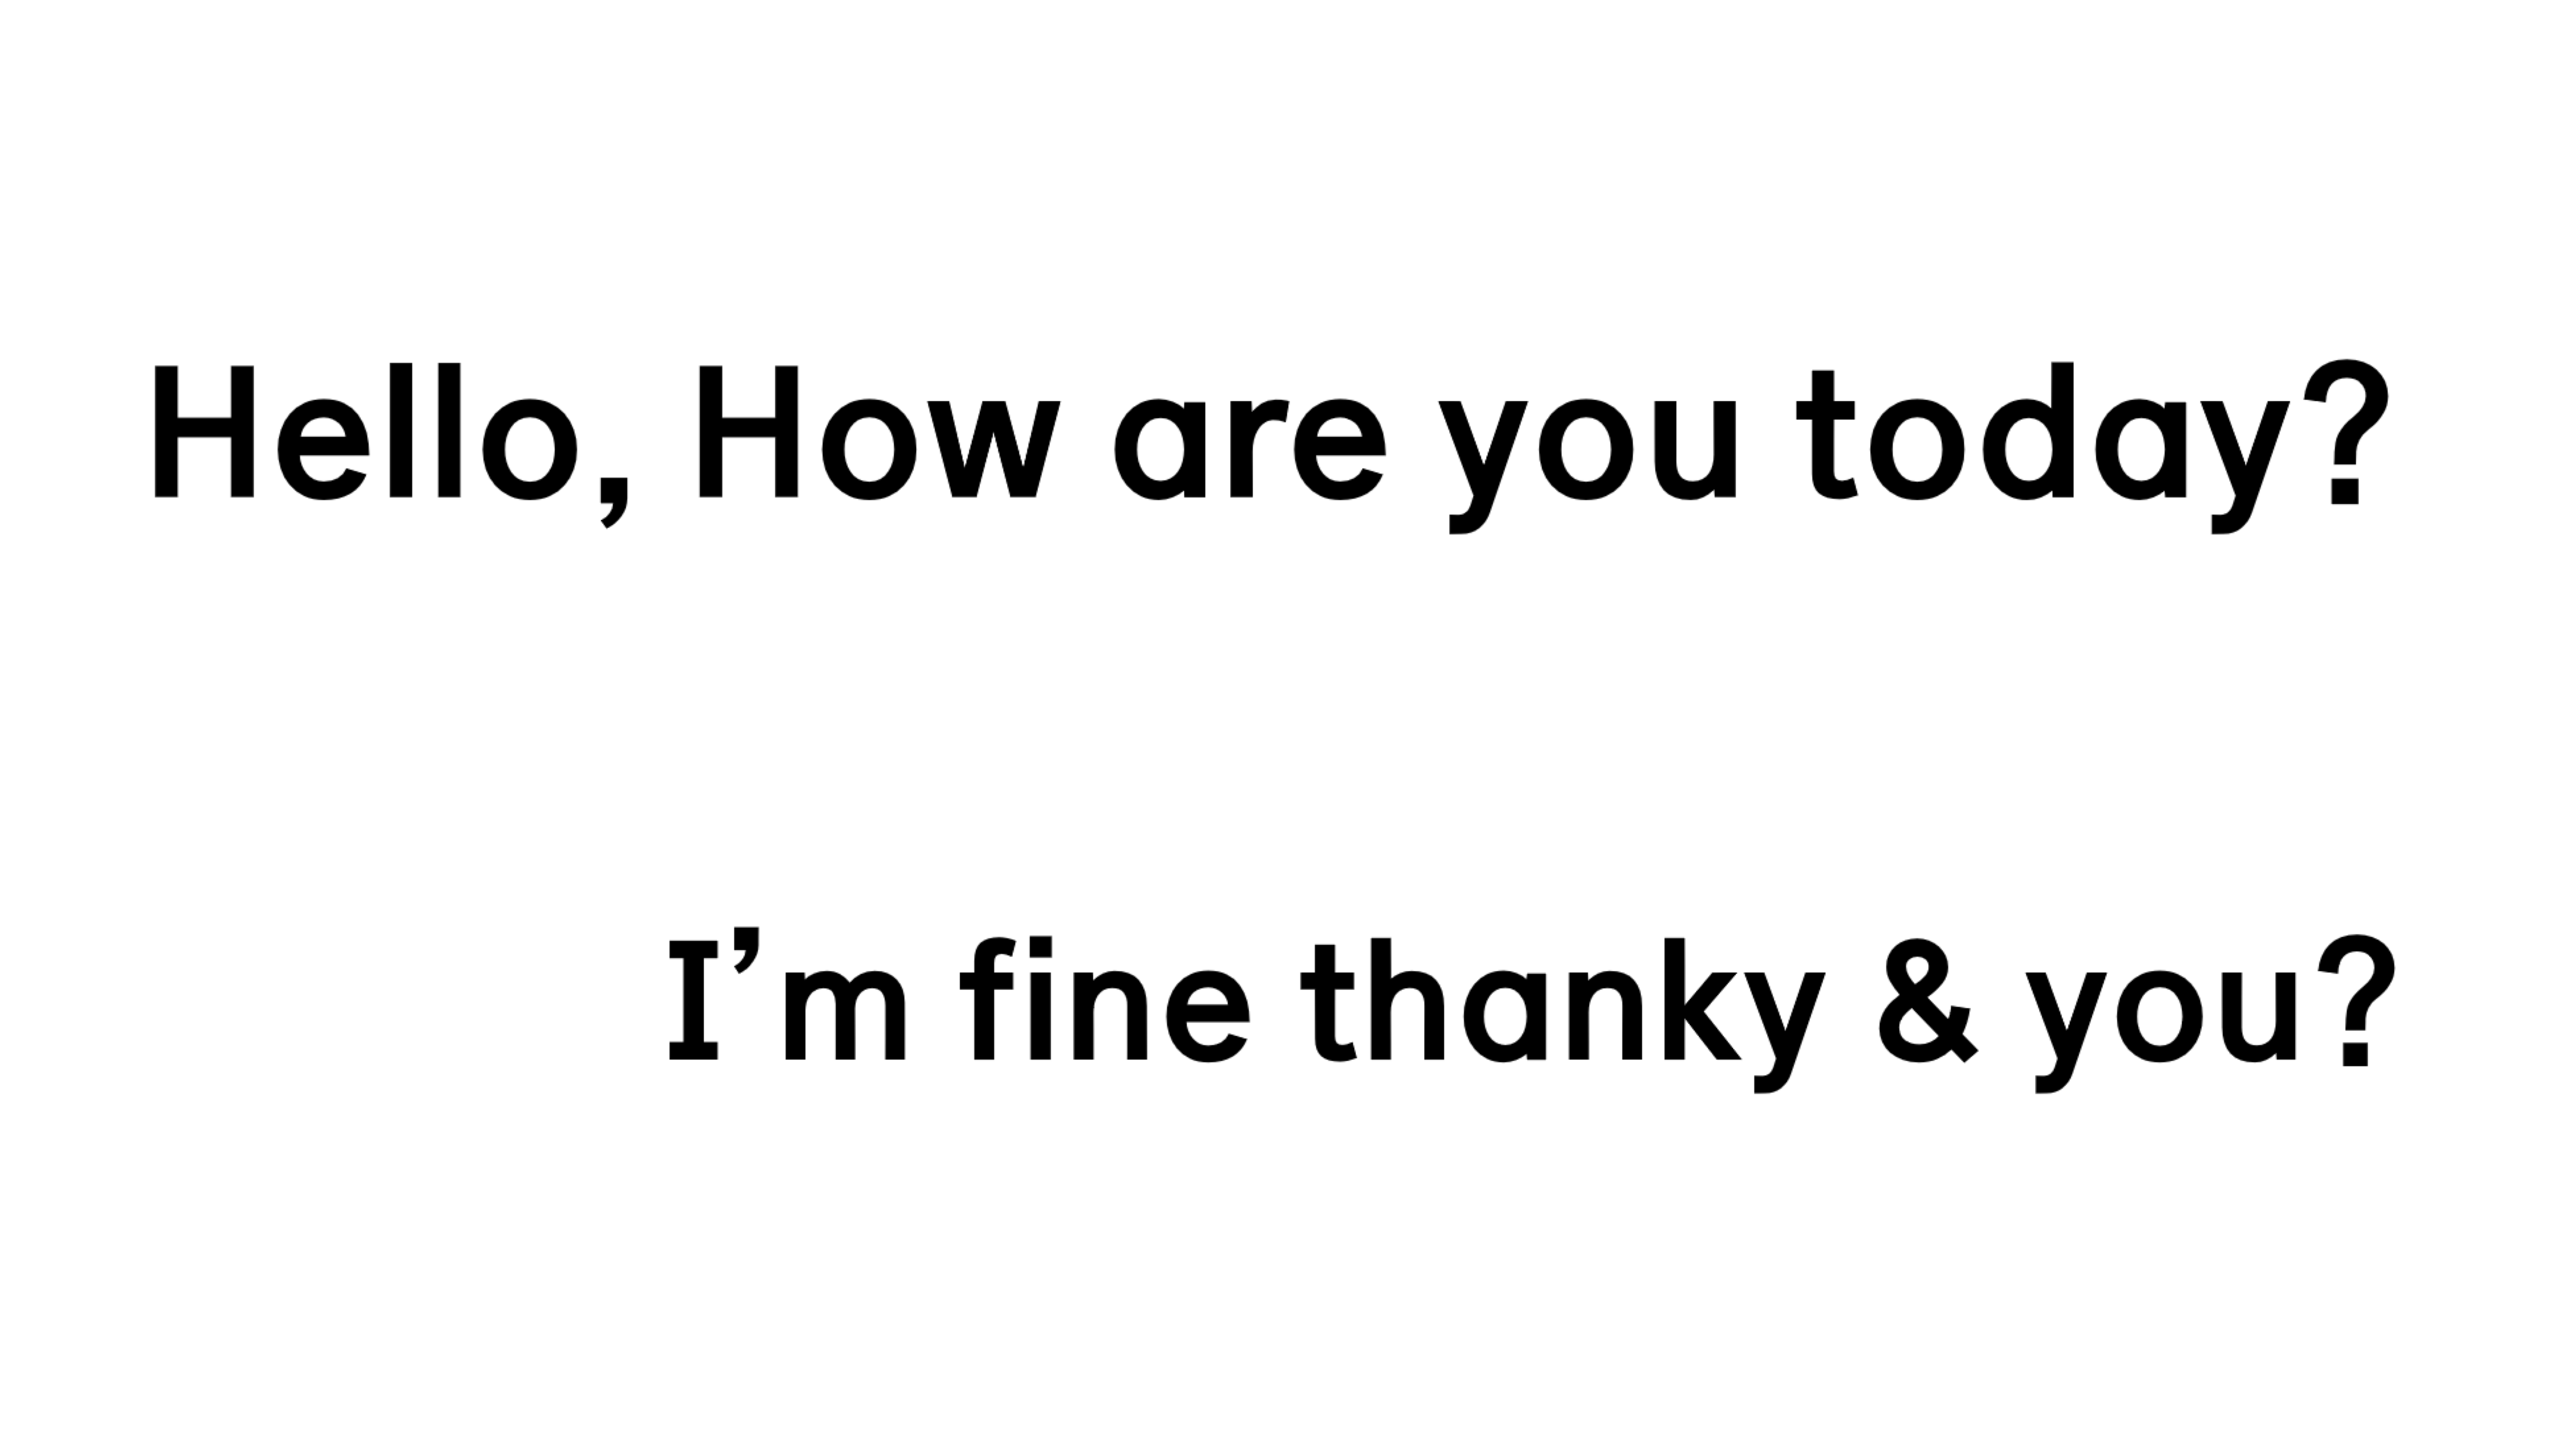 Hello, How are you today?
I’m fine thanky & you?